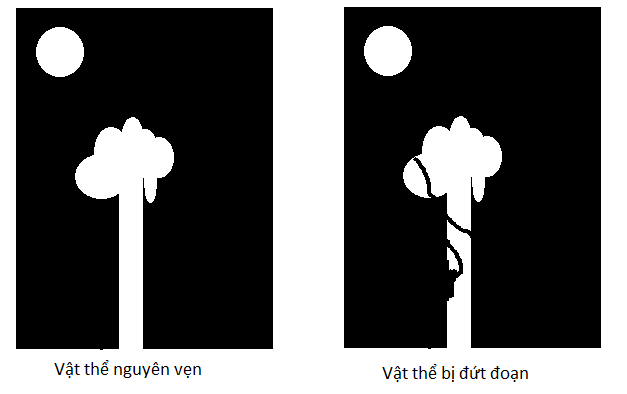 Vật thể nguyên vẹn
Vật thể bị đứt đoạn